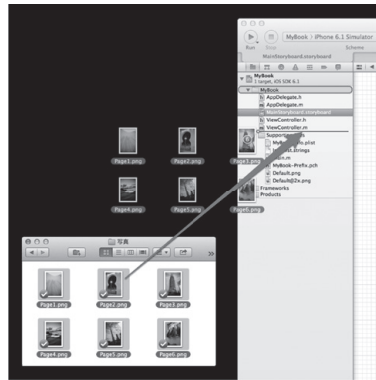 MyBook
iPhone 6.1 Simulator
Run
Stop
Scheme
MainStoryboard.storyboard
MyBook
1 target, iOS SDK 6.1
MyBook
AppDelegate.h
AppDelegate.m
MainStoryboard.storyboard
ViewController.h
ViewController.m
MyBook-Prefix.pch
Default.png
Default@2x.png
Frameworks
Products
Page1.png
Page2.png
Page3.png
Page4.png
Page5.png
Page6.png
写真
Page1.png
Page2.png
Page3.png
Page4.png
Page5.png
Page6.png